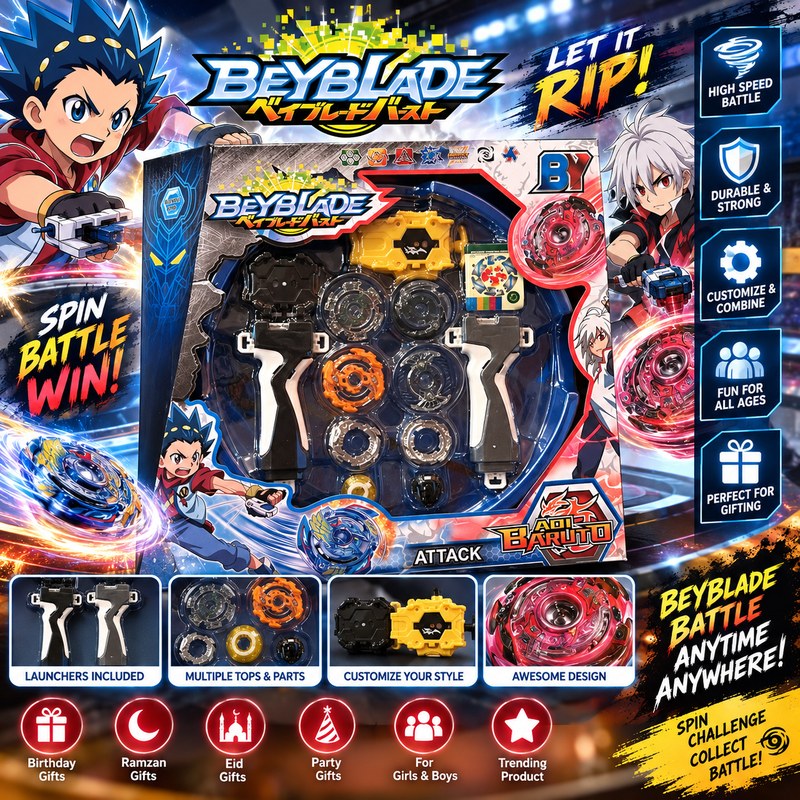 BEYBLADE
ベイブレードバースト
LET IT
RIP!
HIGH SPEED
BATTLE
DURABLE &
STRONG
CUSTOMIZE &
COMBINE
FUN FOR
ALL AGES
PERFECT FOR
GIFTING
BEYBLADE
ベイブレードバースト
BY
SPIN
BATTLE
WIN!
ATTACK
AOI
BARUTO
LAUNCHERS INCLUDED
MULTIPLE TOPS & PARTS
CUSTOMIZE YOUR STYLE
AWESOME DESIGN
BEYBLADE
BATTLE
ANYTIME
ANYWHERE!
SPIN
CHALLENGE
COLLECT
BATTLE!
Birthday
Gifts
Ramzan
Gifts
Eid
Gifts
Party
Gifts
For
Girls & Boys
Trending
Product